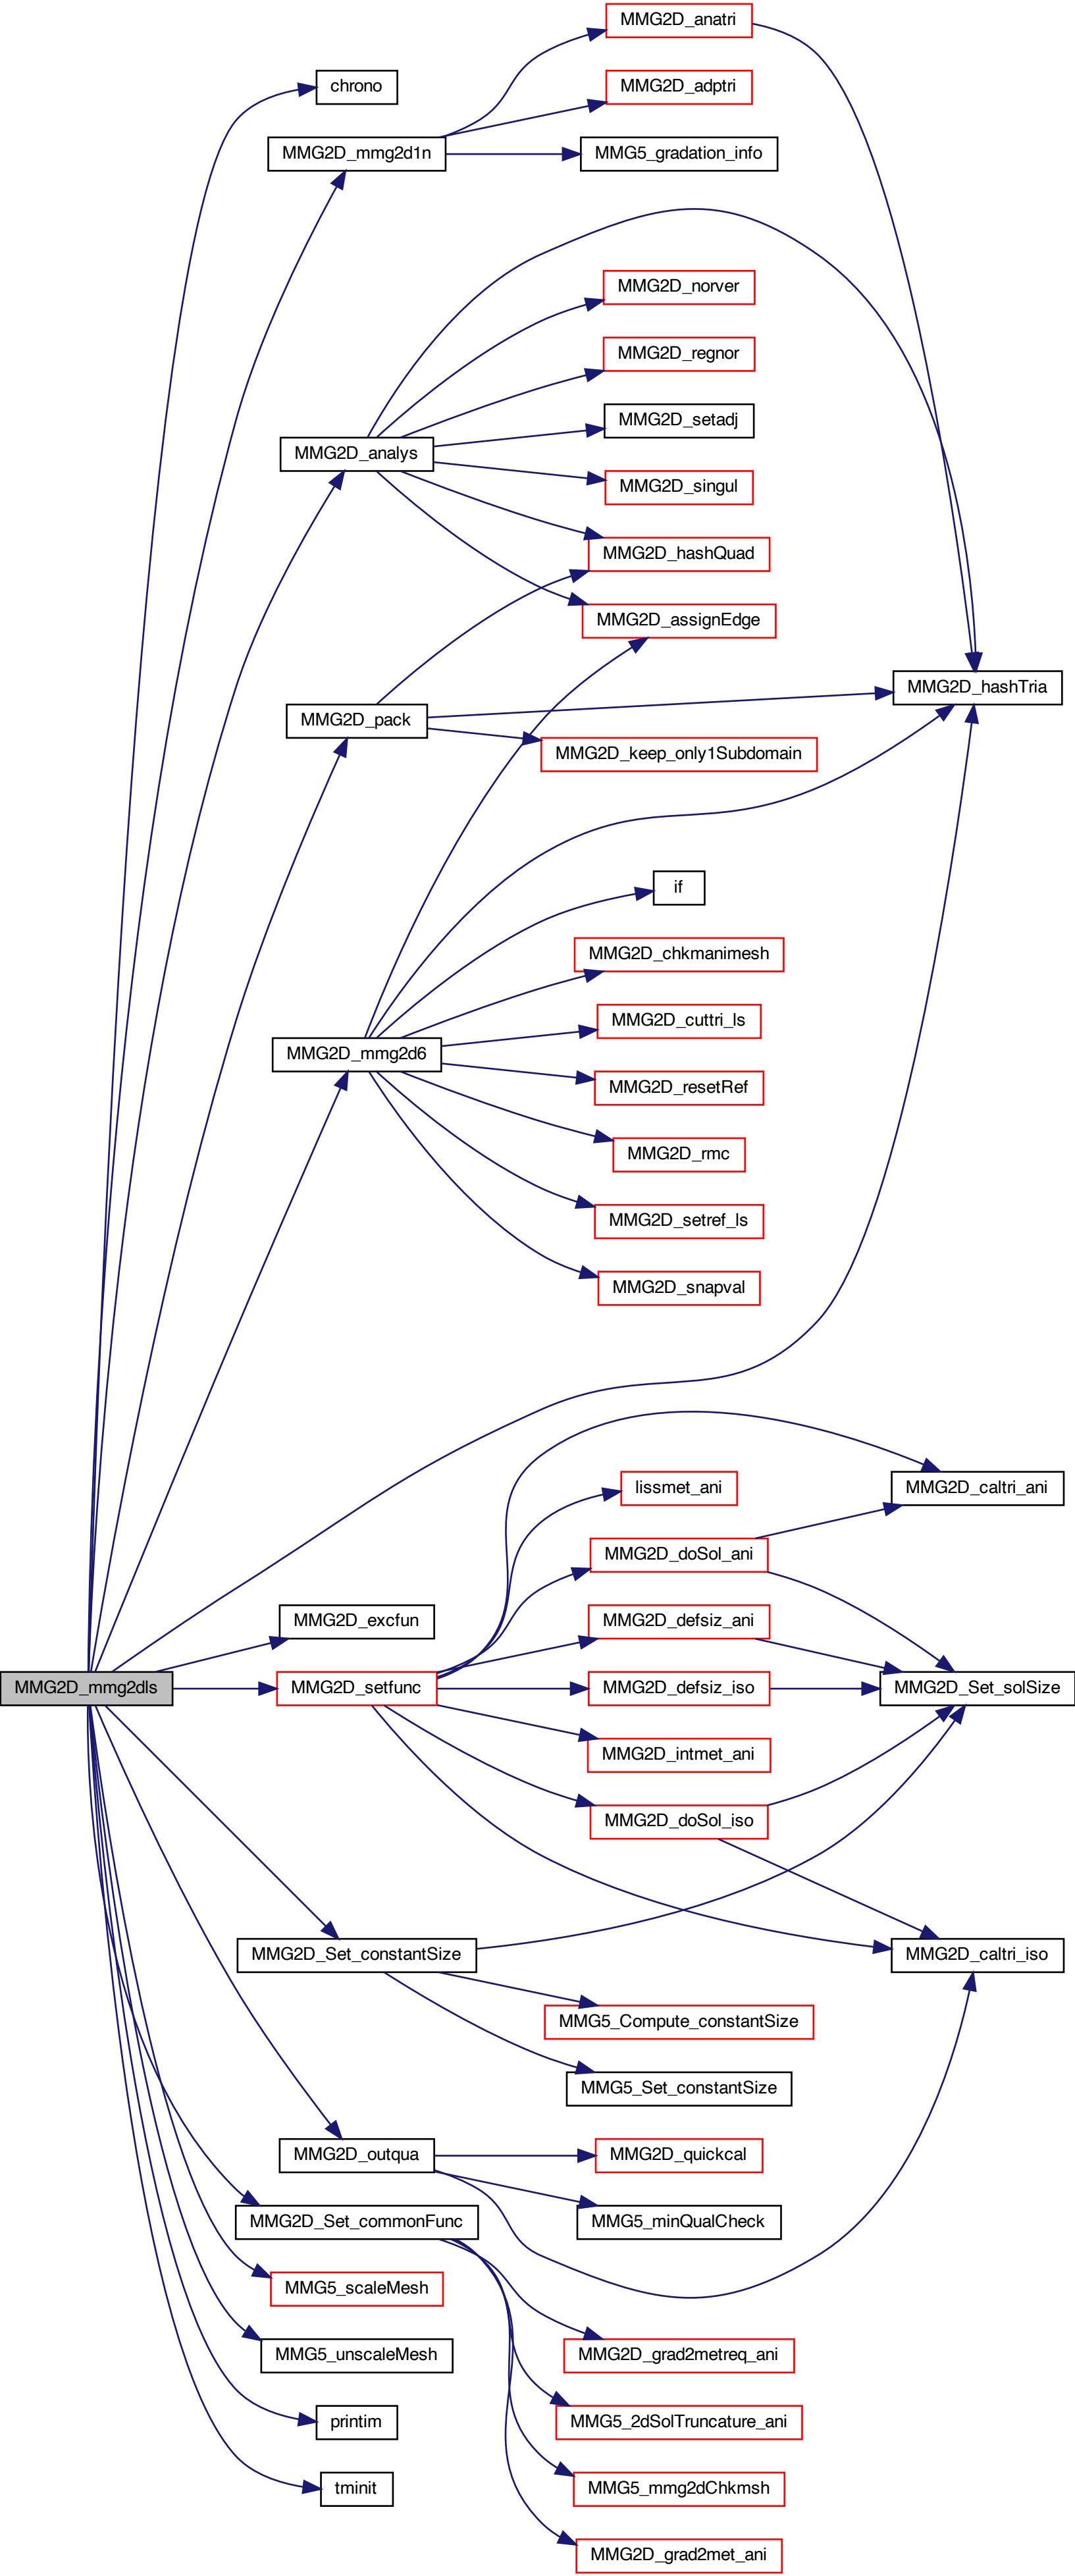 MMG2D_anatri
chrono
MMG2D_adptri
MMG2D_mmg2d1n
MMG5_gradation_info
MMG2D_norver
MMG2D_regnor
MMG2D_setadj
MMG2D_analys
MMG2D_singul
MMG2D_hashQuad
MMG2D_assignEdge
MMG2D_hashTria
MMG2D_pack
MMG2D_keep_only1Subdomain
if
MMG2D_chkmanimesh
MMG2D_cuttri_ls
MMG2D_mmg2d6
MMG2D_resetRef
MMG2D_rmc
MMG2D_setref_ls
MMG2D_snapval
lissmet_ani
MMG2D_caltri_ani
MMG2D_doSol_ani
MMG2D_excfun
MMG2D_defsiz_ani
MMG2D_mmg2dls
MMG2D_setfunc
MMG2D_defsiz_iso
MMG2D_Set_solSize
MMG2D_intmet_ani
MMG2D_doSol_iso
MMG2D_Set_constantSize
MMG2D_caltri_iso
MMG5_Compute_constantSize
MMG5_Set_constantSize
MMG2D_outqua
MMG2D_quickcal
MMG2D_Set_commonFunc
MMG5_minQualCheck
MMG5_scaleMesh
MMG5_unscaleMesh
MMG2D_grad2metreq_ani
printim
MMG5_2dSolTruncature_ani
tminit
MMG5_mmg2dChkmsh
MMG2D_grad2met_ani